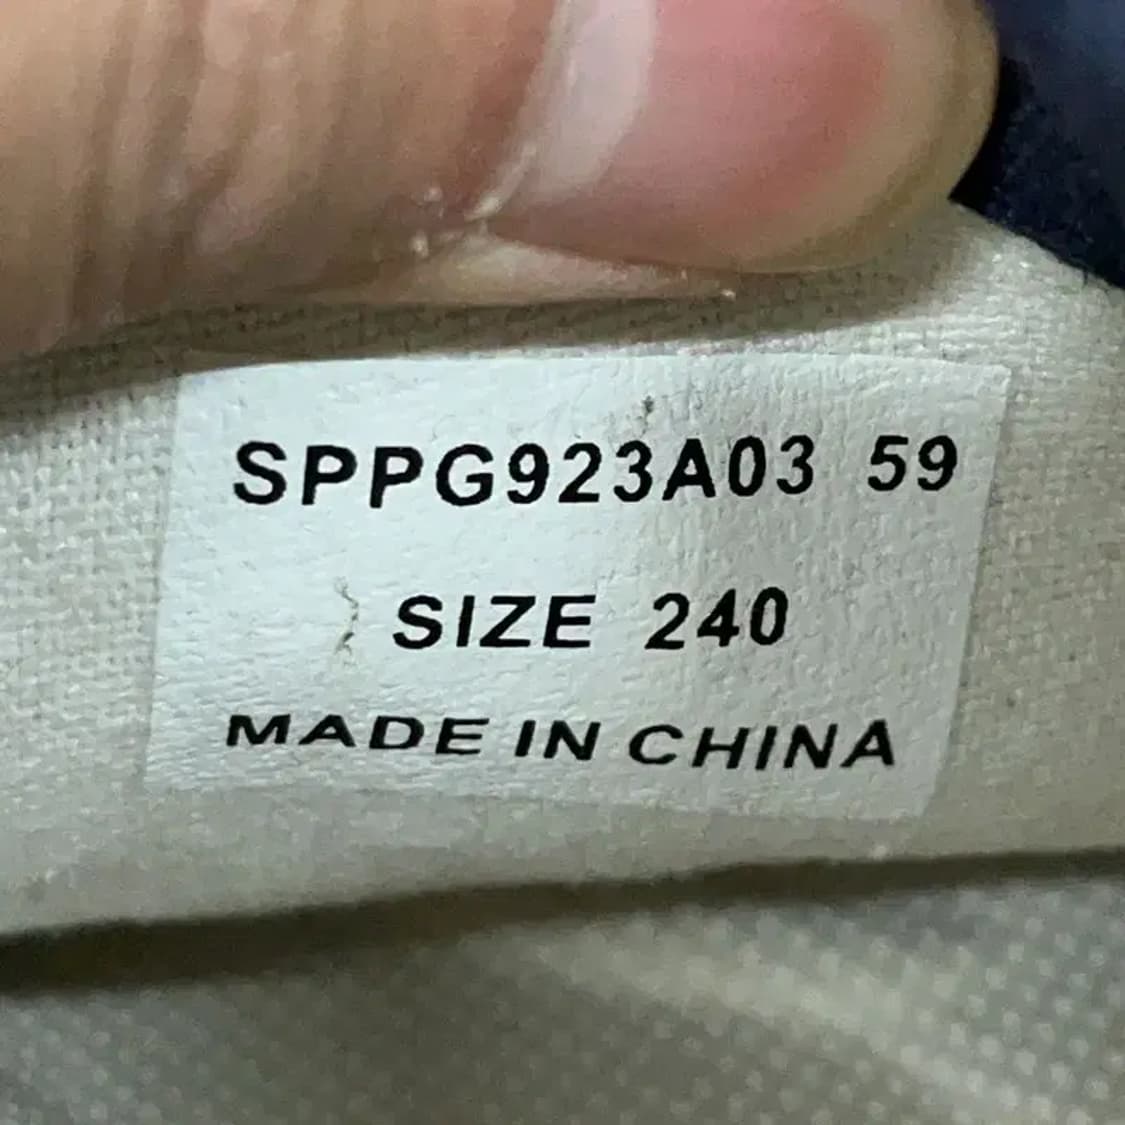 SPPG923A03 59
SIZE 240
MADE IN CHINA